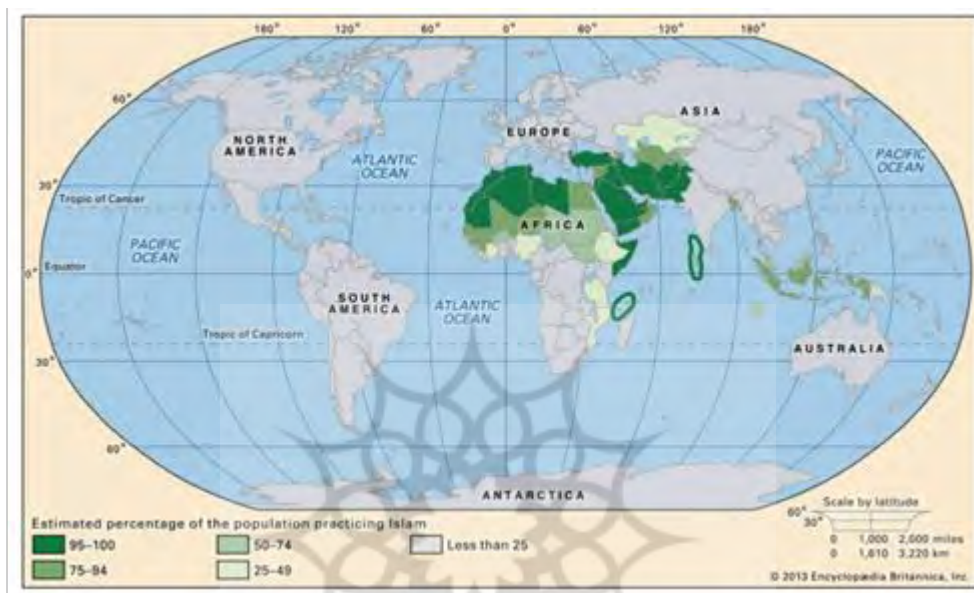 180° 120° 60° 0° 60° 120° 180°
60°
ASIA
EUROPE
NORTH
AMERICA
ATLANTIC
OCEAN
PACIFIC
OCEAN
30°
Tropic of Cancer
AFRICA
PACIFIC
OCEAN
Equator
0°
SOUTH
AMERICA
ATLANTIC
OCEAN
Tropic of Capricorn
AUSTRALIA
30°
60°
ANTARCTICA
Scale by latitude
60°
30°
0 1,000 2,000 miles
0 1,610 3,220 km
Estimated percentage of the population practicing Islam
95–100 50–74 Less than 25
75–94 25–49
© 2013 Encyclopædia Britannica, Inc.